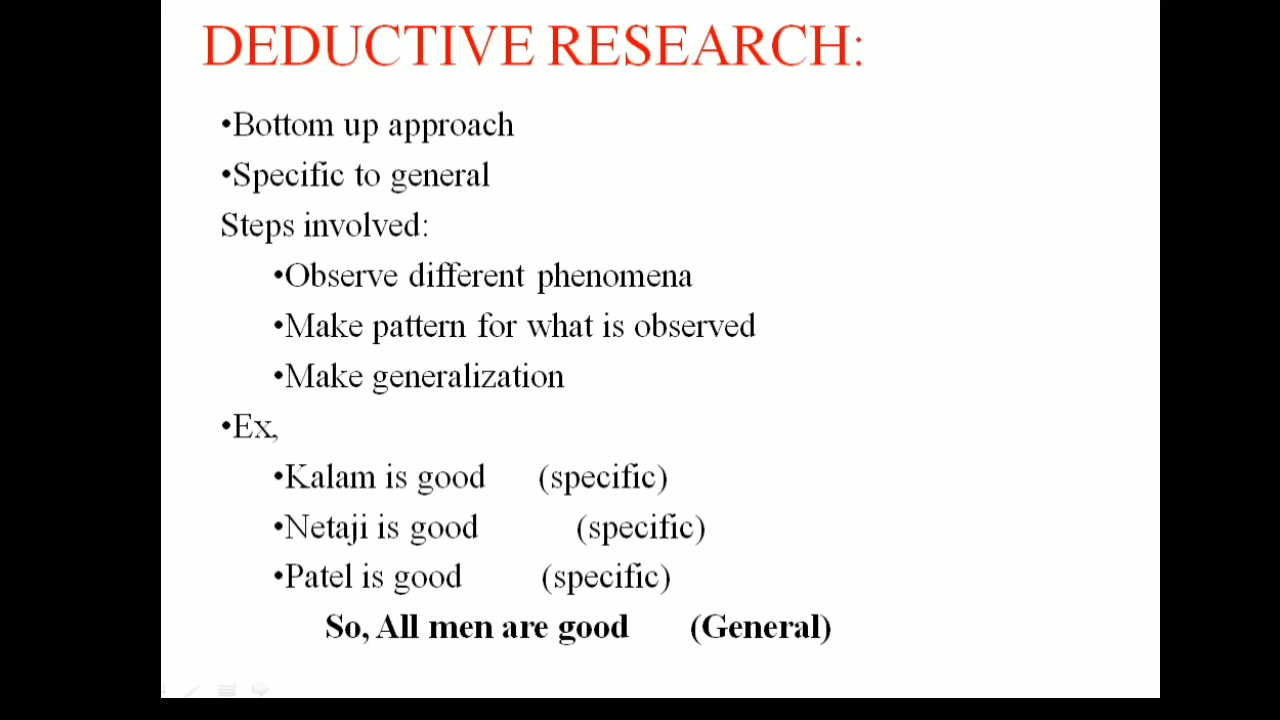 DEDUCTIVE RESEARCH:
•Bottom up approach
•Specific to general
Steps involved:
•Observe different phenomena
•Make pattern for what is observed
•Make generalization
•Ex,
•Kalam is good (specific)
•Netaji is good (specific)
•Patel is good (specific)
So, All men are good (General)